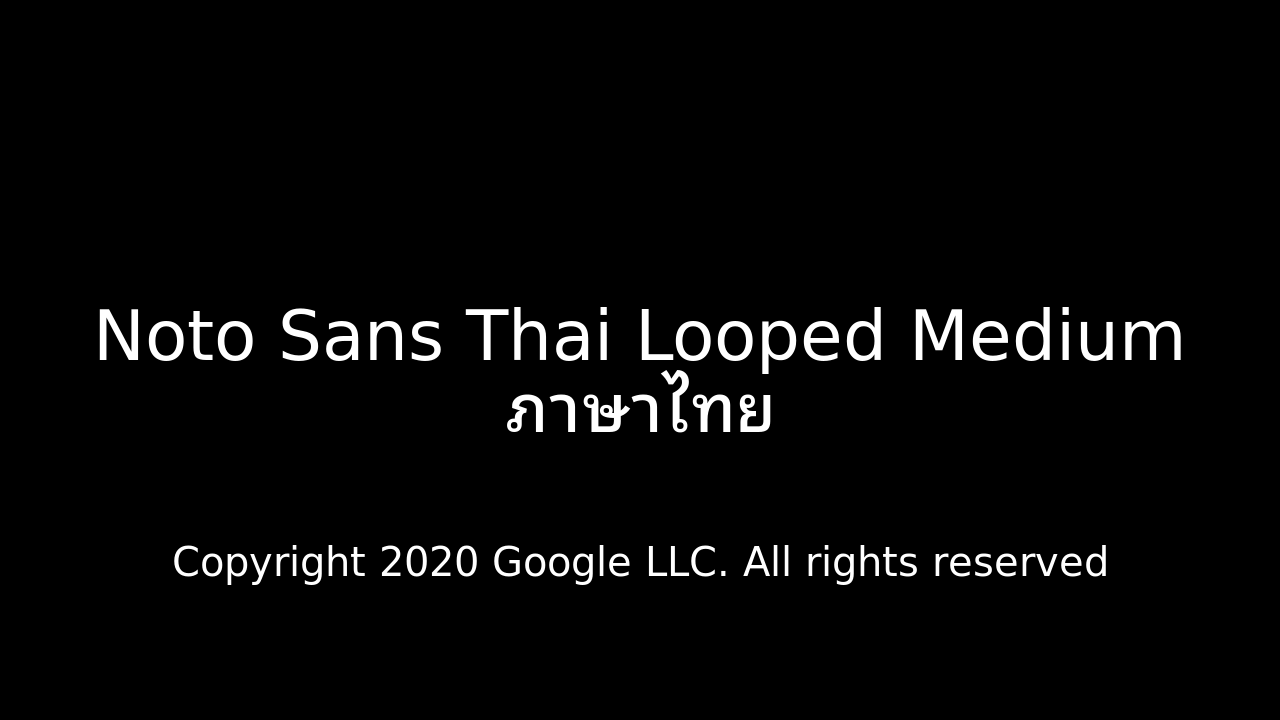 Noto Sans Thai Looped Medium
ภาษาไทย
Copyright 2020 Google LLC. All rights reserved